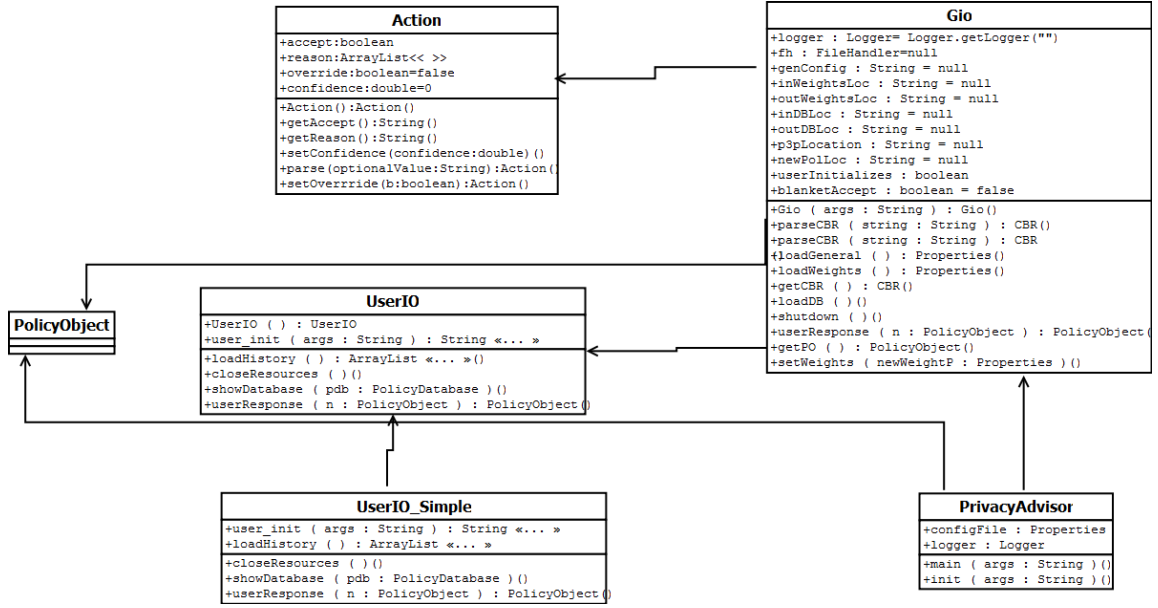 Action
+accept:boolean
+reason:ArrayList<< >>
+override:boolean=false
+confidence:double=0
+Action():Action()
+getAccept():String()
+getReason():String()
+setConfidence(confidence:double)()
+parse(optionalValue:String):Action()
+setOverrride(b:boolean):Action()
Gio
+logger : Logger= Logger.getLogger("")
+fh : FileHandler=null
+genConfig : String = null
+inWeightsLoc : String = null
+outWeightsLoc : String = null
+inDBLoc : String = null
+outDBLoc : String = null
+p3pLocation : String = null
+newPolLoc : String = null
+userInitializes : boolean
+blanketAccept : boolean = false
+Gio ( args : String ) : Gio()
+parseCBR ( string : String ) : CBR()
+parseCBR ( string : String ) : CBR
+loadGeneral ( ) : Properties()
+loadWeights ( ) : Properties()
+getCBR ( ) : CBR()
+loadDB ( )()
+shutdown ( )()
+userResponse ( n : PolicyObject ) : PolicyObject(
+getPO ( ) : PolicyObject()
+setWeights ( newWeightP : Properties )()
PolicyObject
UserIO
+UserIO ( ) : UserIO
+user_init ( args : String ) : String «... »
+loadHistory ( ) : ArrayList «... »()
+closeResources ( )()
+showDatabase ( pdb : PolicyDatabase )()
+userResponse ( n : PolicyObject ) : PolicyObject()
UserIO_Simple
+user_init ( args : String ) : String «... »
+loadHistory ( ) : ArrayList «... »
+closeResources ( )()
+showDatabase ( pdb : PolicyDatabase )()
+userResponse ( n : PolicyObject ) : PolicyObject()
PrivacyAdvisor
+configFile : Properties
+logger : Logger
+main ( args : String )()
+init ( args : String )()